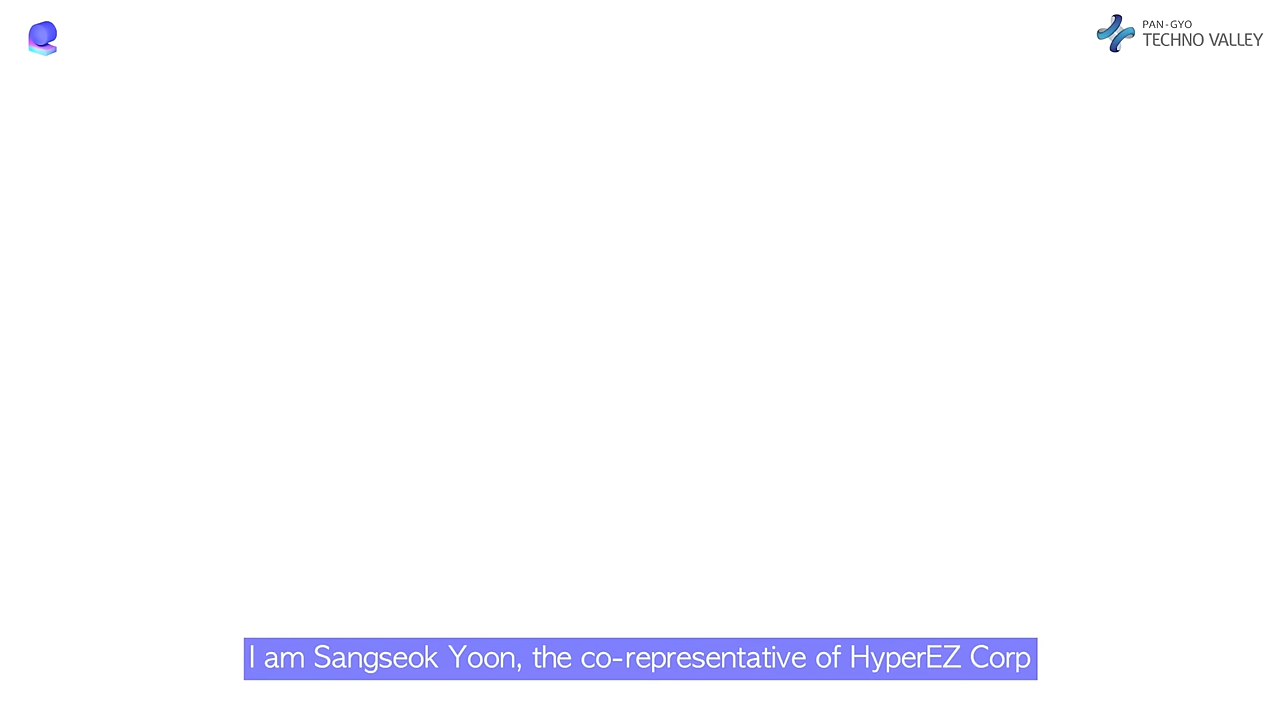 PAN-GYO
TECHNO VALLEY
I am Sangseok Yoon, the co-representative of HyperEZ Corp